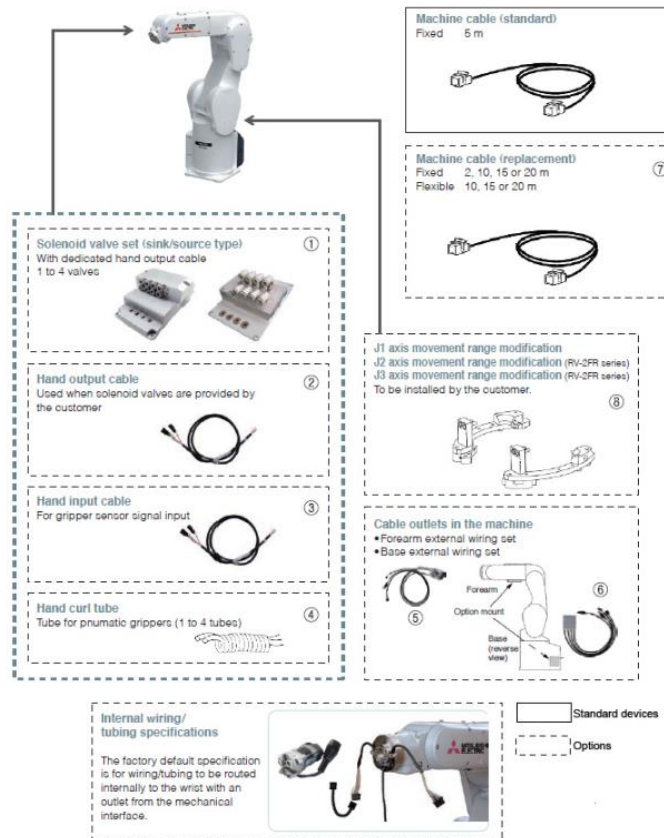 Machine cable (standard)
Fixed 5 m
Machine cable (replacement)
⑦
Fixed 2, 10, 15 or 20 m
Flexible 10, 15 or 20 m
Solenoid valve set (sink/source type)
①
With dedicated hand output cable
1 to 4 valves
Hand output cable
②
Used when solenoid valves are provided by
the customer
Hand input cable
③
For gripper sensor signal input
Hand curl tube
④
Tube for pnumatic grippers (1 to 4 tubes)
J1 axis movement range modification
J2 axis movement range modification (RV-2FR series)
J3 axis movement range modification (RV-2FR series)
To be installed by the customer.
⑧
Cable outlets in the machine
•Forearm external wiring set
•Base external wiring set
Forearm
⑥
Option mount
⑤
Base
(reverse
view)
Internal wiring/
tubing specifications
The factory default specification
is for wiring/tubing to be routed
internally to the wrist with an
outlet from the mechanical
interface.
MITSUBISHI
ELECTRIC
Standard devices
Options